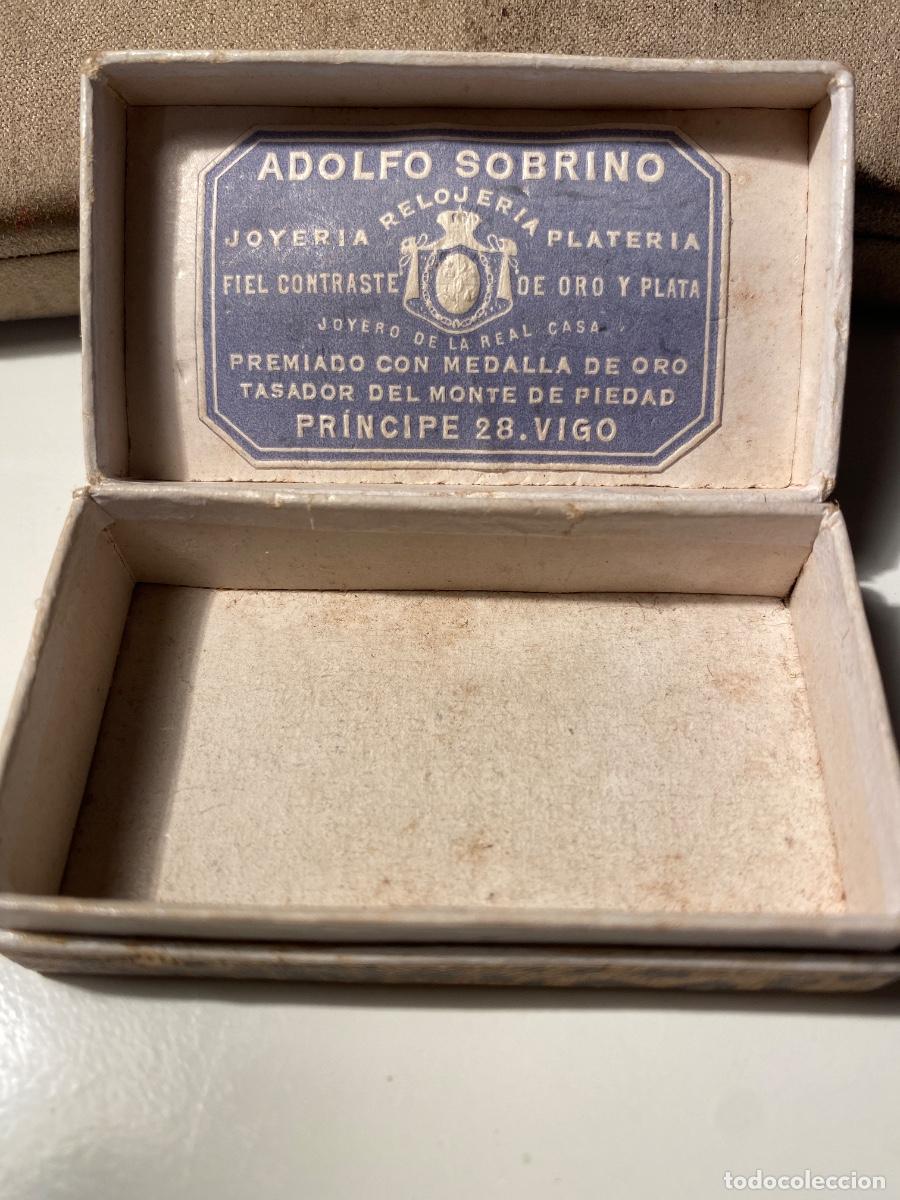 ADOLFO SOBRINO
RELOJERIA
JOYERIA PLATERIA
FIEL CONTRASTE DE ORO Y PLATA
JOYERO DE LA REAL CASA
PREMIADO CON MEDALLA DE ORO
TASADOR DEL MONTE DE PIEDAD
PRÍNCIPE 28. VIGO
todocoleccion